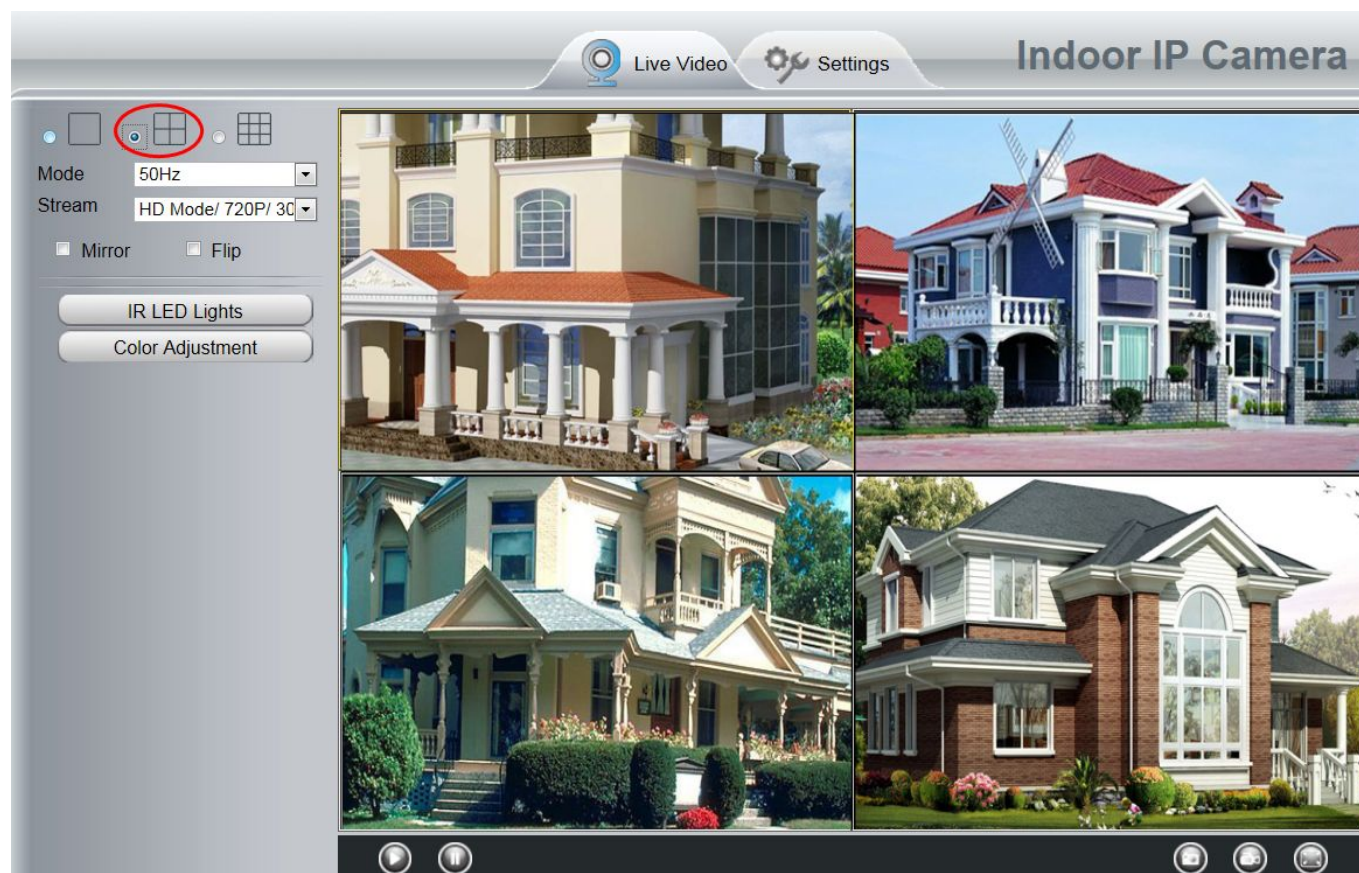 Live Video
Settings
Indoor IP Camera
Mode 50Hz
Stream HD Mode/ 720P/ 30
Mirror Flip
IR LED Lights
Color Adjustment